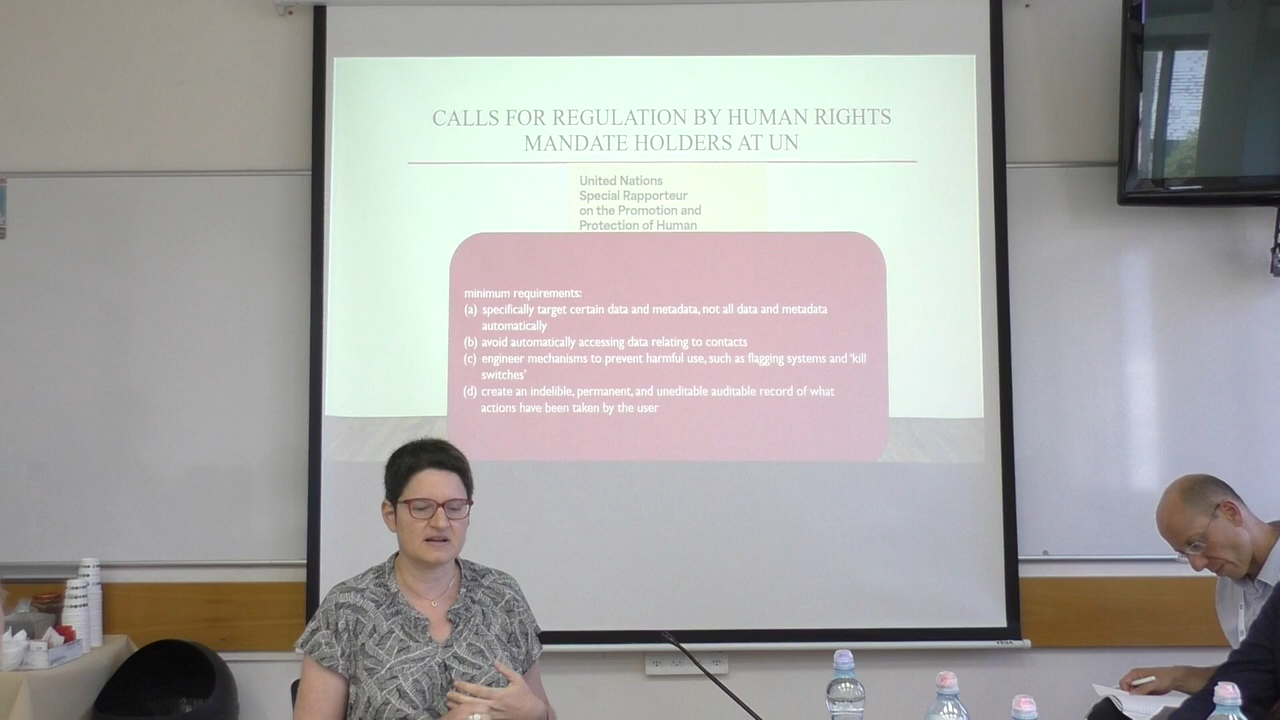 CALLS FOR REGULATION BY HUMAN RIGHTS
MANDATE HOLDERS AT UN
United Nations
Special Rapporteur
on the Promotion and
Protection of Human
minimum requirements:
(a) specifically target certain data and metadata, not all data and metadata
automatically
(b) avoid automatically accessing data relating to contacts
(c) engineer mechanisms to prevent harmful use, such as flagging systems and 'kill
switches'
(d) create an indelible, permanent, and uneditable auditable record of what
actions have been taken by the user